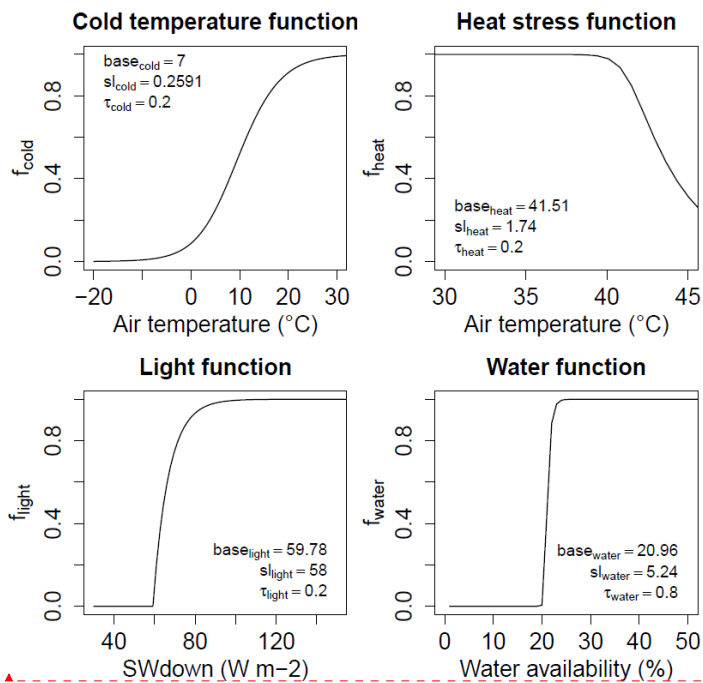 Cold temperature function
base_cold = 7
sl_cold = 0.2591
τ_cold = 0.2
f_cold
0.0 0.4 0.8
−20 0 10 20 30
Air temperature (°C)
Heat stress function
base_heat = 41.51
sl_heat = 1.74
τ_heat = 0.2
f_heat
0.0 0.4 0.8
30 35 40 45
Air temperature (°C)
Light function
base_light = 59.78
sl_light = 58
τ_light = 0.2
f_light
0.0 0.4 0.8
40 80 120
SWdown (W m−2)
Water function
base_water = 20.96
sl_water = 5.24
τ_water = 0.8
f_water
0.0 0.4 0.8
0 10 20 30 40 50
Water availability (%)